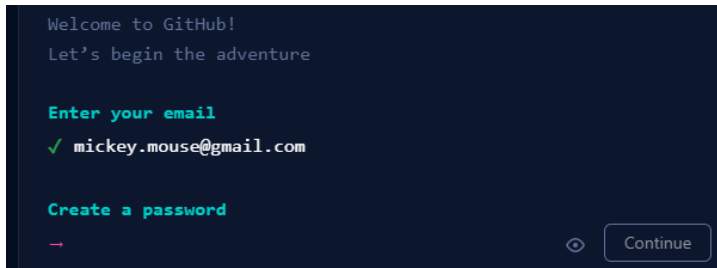 Welcome to GitHub!
Let’s begin the adventure
Enter your email
✓ mickey.mouse@gmail.com
Create a password
→
Continue